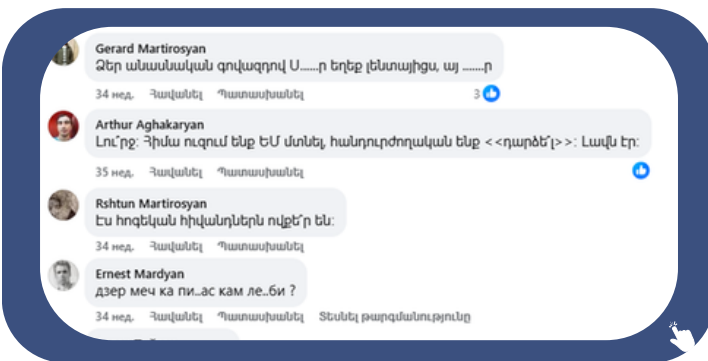 Gerard Martirosyan
Ձեր անասնական գովազդով Ս......ր եղեք լենտայիցս, այ .......ր
34 нед. Հավանել Պատասխանել 3
Arthur Aghakaryan
Լու՞րջ: Հիմա ուզում ենք ԵՄ մտնել, հանդուրժողական ենք <<դարձե՞լ>>: Լավն էր:
35 нед. Հավանել Պատասխանել
Rshtun Martirosyan
Էս հոգեկան հիվանդներն ովքե՞ր են:
34 нед. Հավանել Պատասխանել
Ernest Mardyan
дзер меч ка пи..ас кам ле..би ?
34 нед. Հավանել Պատասխանել Տեսնել թարգմանությունը